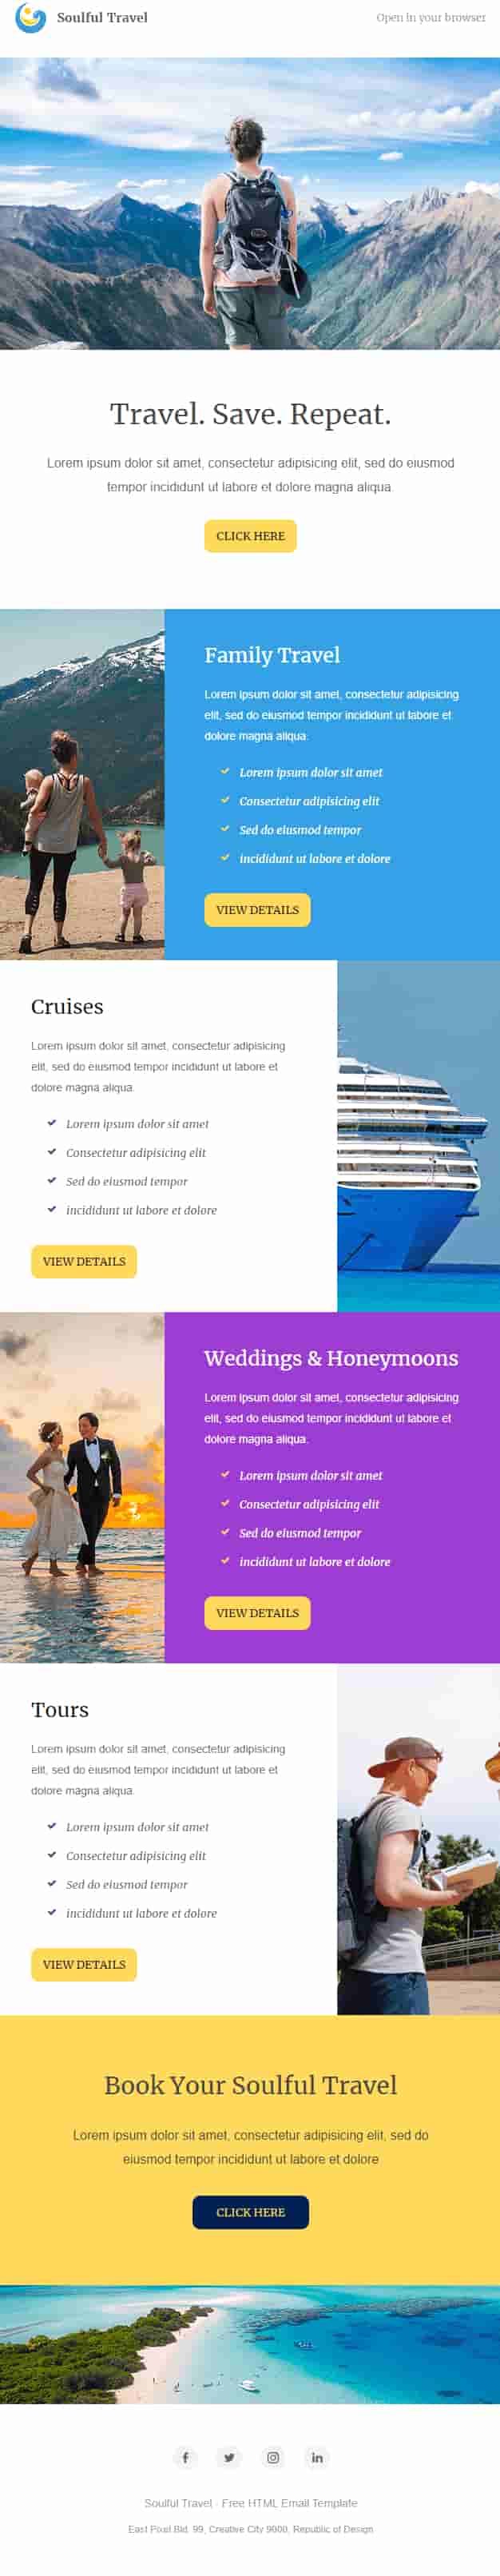 Soulful Travel
Open in your browser
Travel. Save. Repeat.
Lorem ipsum dolor sit amet, consectetur adipisicing elit, sed do eiusmod
tempor incididunt ut labore et dolore magna aliqua.
CLICK HERE
Family Travel
Lorem ipsum dolor sit amet, consectetur adipisicing
elit, sed do eiusmod tempor incididunt ut labore et
dolore magna aliqua.
Lorem ipsum dolor sit amet
Consectetur adipisicing elit
Sed do eiusmod tempor
incididunt ut labore et dolore
VIEW DETAILS
Cruises
Lorem ipsum dolor sit amet, consectetur adipisicing
elit, sed do eiusmod tempor incididunt ut labore et
dolore magna aliqua.
Lorem ipsum dolor sit amet
Consectetur adipisicing elit
Sed do eiusmod tempor
incididunt ut labore et dolore
VIEW DETAILS
Weddings & Honeymoons
Lorem ipsum dolor sit amet, consectetur adipisicing
elit, sed do eiusmod tempor incididunt ut labore et
dolore magna aliqua.
Lorem ipsum dolor sit amet
Consectetur adipisicing elit
Sed do eiusmod tempor
incididunt ut labore et dolore
VIEW DETAILS
Tours
Lorem ipsum dolor sit amet, consectetur adipisicing
elit, sed do eiusmod tempor incididunt ut labore et
dolore magna aliqua.
Lorem ipsum dolor sit amet
Consectetur adipisicing elit
Sed do eiusmod tempor
incididunt ut labore et dolore
VIEW DETAILS
Book Your Soulful Travel
Lorem ipsum dolor sit amet, consectetur adipisicing elit, sed do
eiusmod tempor incididunt ut labore et dolore
CLICK HERE
Soulful Travel - Free HTML Email Template
East Pixel Bld. 99, Creative City 9000, Republic of Design